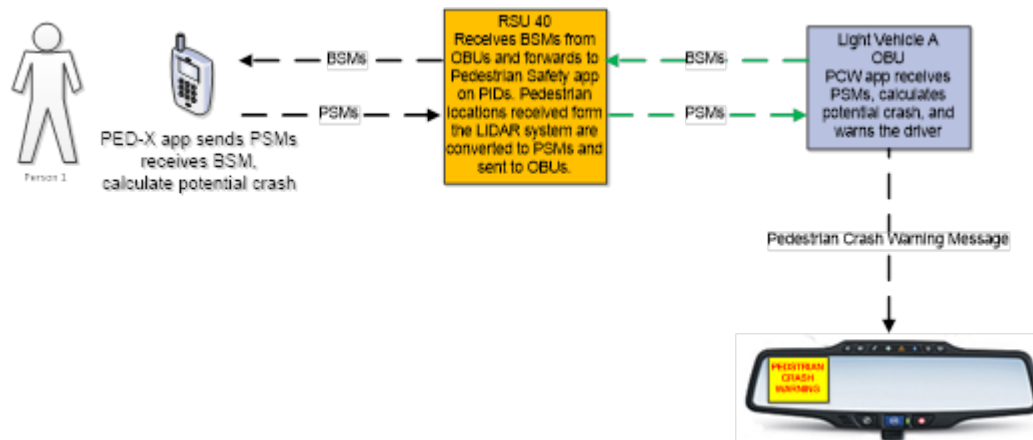 RSU 40
Receives BSMs from
OBUs and forwards to
Pedestrian Safety app
on PIDs. Pedestrian
locations received form
the LIDAR system are
converted to PSMs and
sent to OBUs.
Light Vehicle A
OBU
PCW app receives
PSMs, calculates
potential crash, and
warns the driver
BSMs
BSMs
PSMs
PSMs
PED-X app sends PSMs
receives BSM,
calculate potential crash
Person 1
Pedestrian Crash Warning Message
PEDSTRIAN
CRASH
WARNING